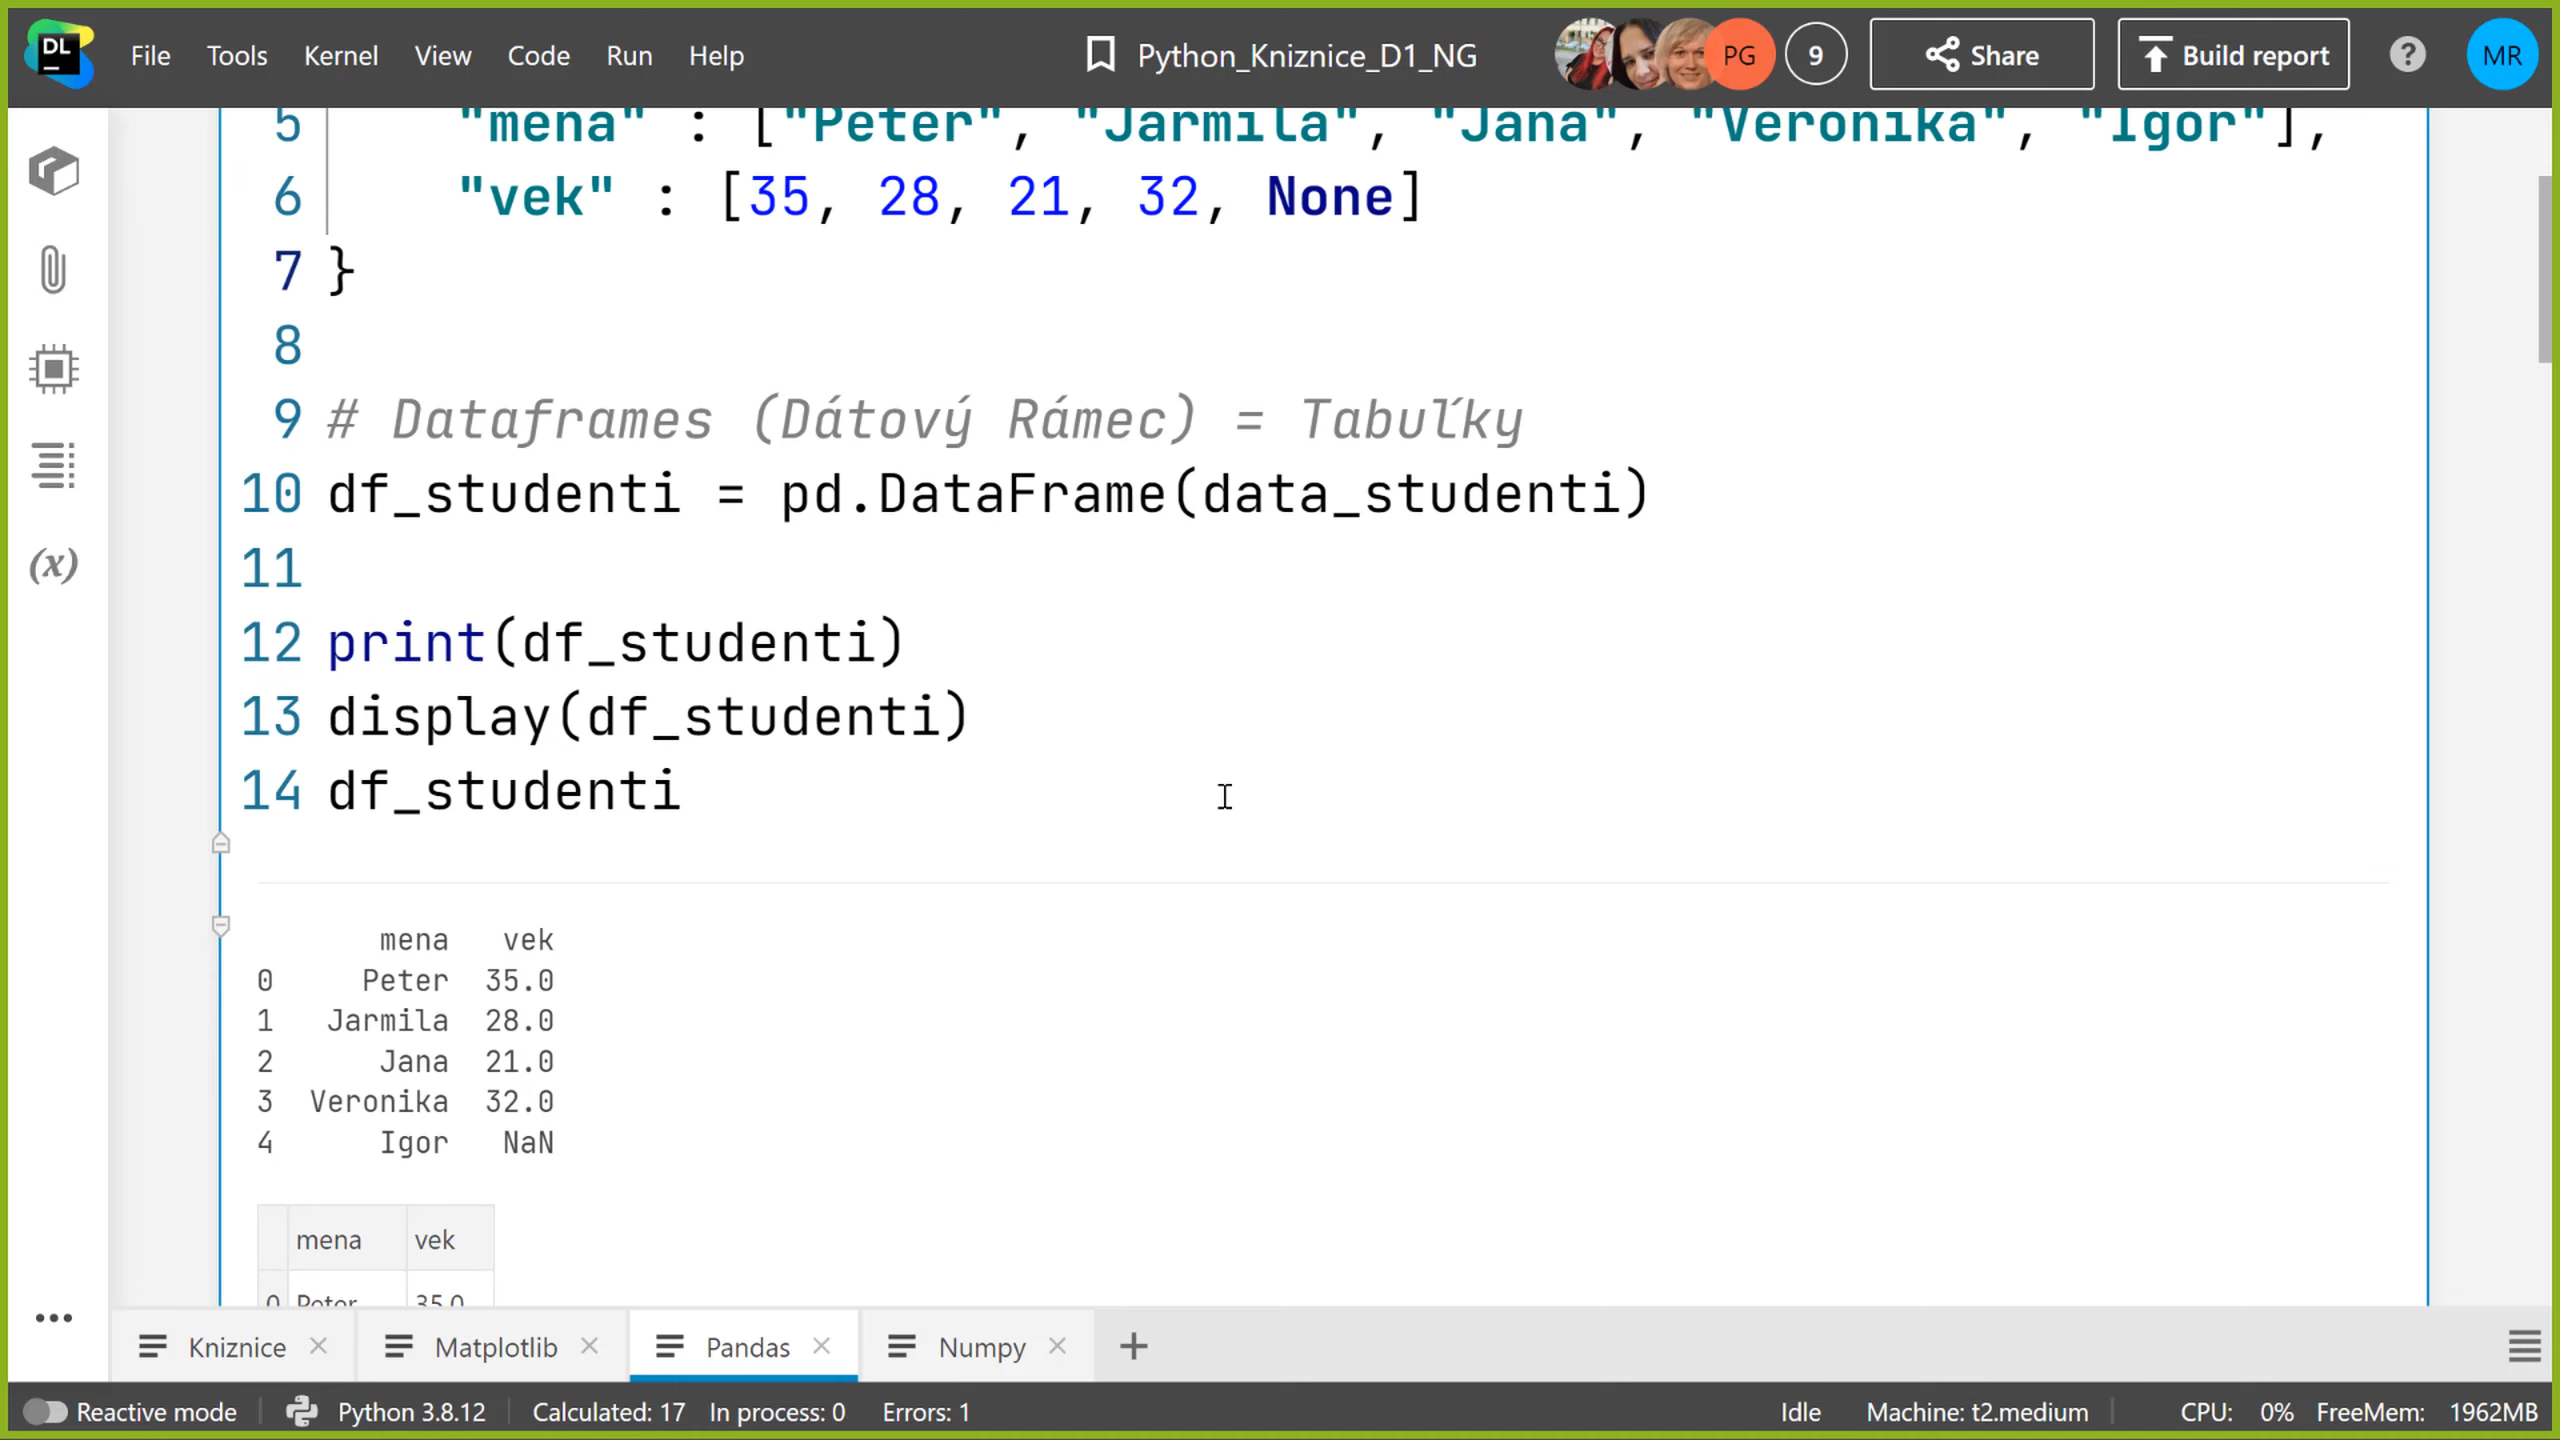 DL
File Tools Kernel View Code Run Help
Python_Kniznice_D1_NG
PG
9
Share
Build report
?
MR
5 "mena" : ["Peter", "Jarmila", "Jana", "Veronika", "Igor"],
6 "vek" : [35, 28, 21, 32, None]
7 }
8
9 # Dataframes (Dátový Rámec) = Tabuľky
10 df_studenti = pd.DataFrame(data_studenti)
11
12 print(df_studenti)
13 display(df_studenti)
14 df_studenti
(x)
mena vek
0 Peter 35.0
1 Jarmila 28.0
2 Jana 21.0
3 Veronika 32.0
4 Igor NaN
mena vek
0 Peter 35.0
Kniznice Matplotlib Pandas Numpy
Reactive mode Python 3.8.12 Calculated: 17 In process: 0 Errors: 1 Idle Machine: t2.medium CPU: 0% FreeMem: 1962MB